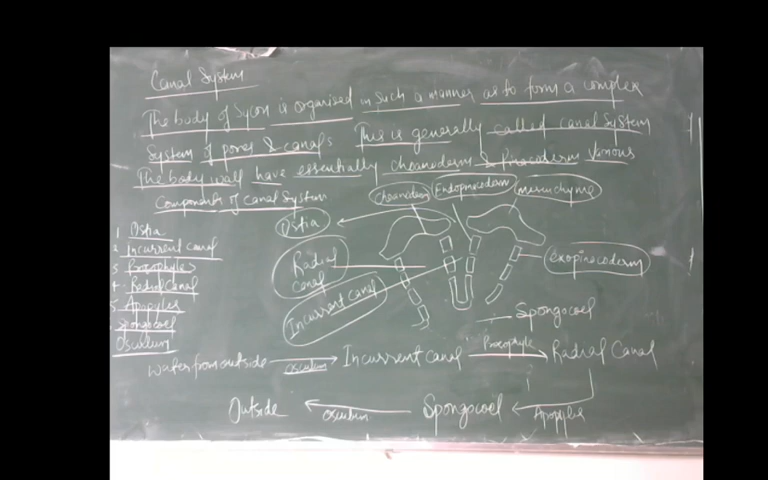 Canal System
The body of Sycon is organised in such a manner as to form a complex
System of pores & canals This is generally called canal System
The body wall have essentially choanoderm & Pinacoderm various
Components of Canal System
Choanoderm
Endopinacoderm
mesenchyme
Ostia
1 Ostia
2 Incurrent canal
3 Prosophyles
4. Radial Canal
5 Apopyles
Spongocoel
Osculum
Radial
canal
Incurrent canal
exopinacoderm
Spongocoel
Water from outside osculum Incurrent canal Prosophyle Radial Canal
Outside osculum Spongocoel Apopyle